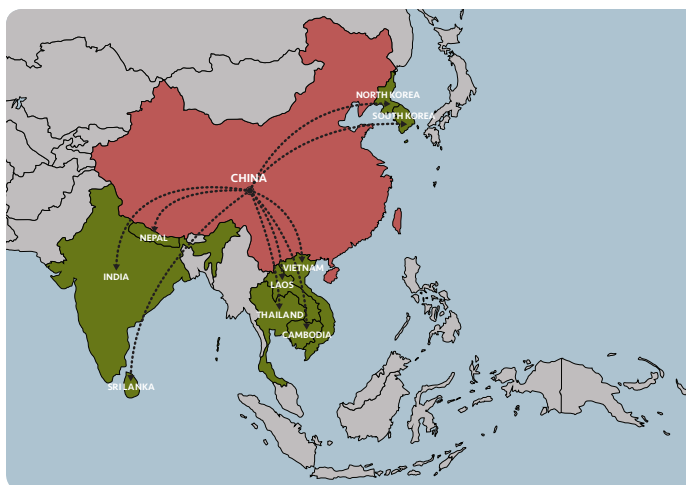 NORTH KOREA
SOUTH KOREA
CHINA
NEPAL
INDIA
VIETNAM
LAOS
THAILAND
CAMBODIA
SRI LANKA